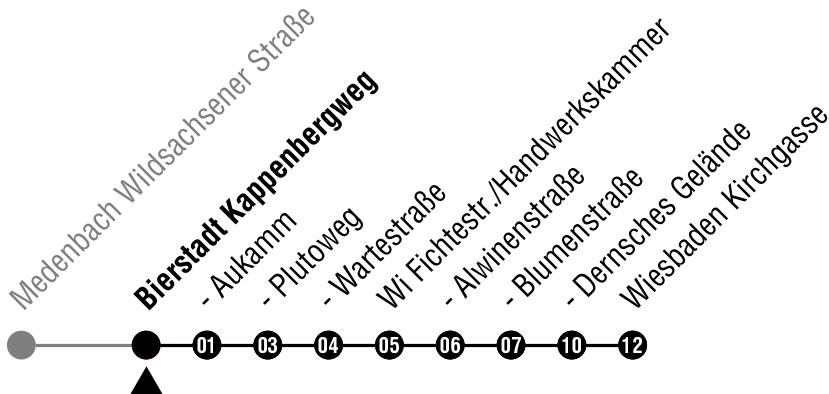 Medenbach Wildsachsener Straße
Bierstadt Kappenbergweg
- Aukamm
- Plutoweg
- Wartestraße
Wi Fichtestr./Handwerkskammer
- Alwinenstraße
- Blumenstraße
- Dernsches Gelände
Wiesbaden Kirchgasse
01 03 04 05 06 07 10 12